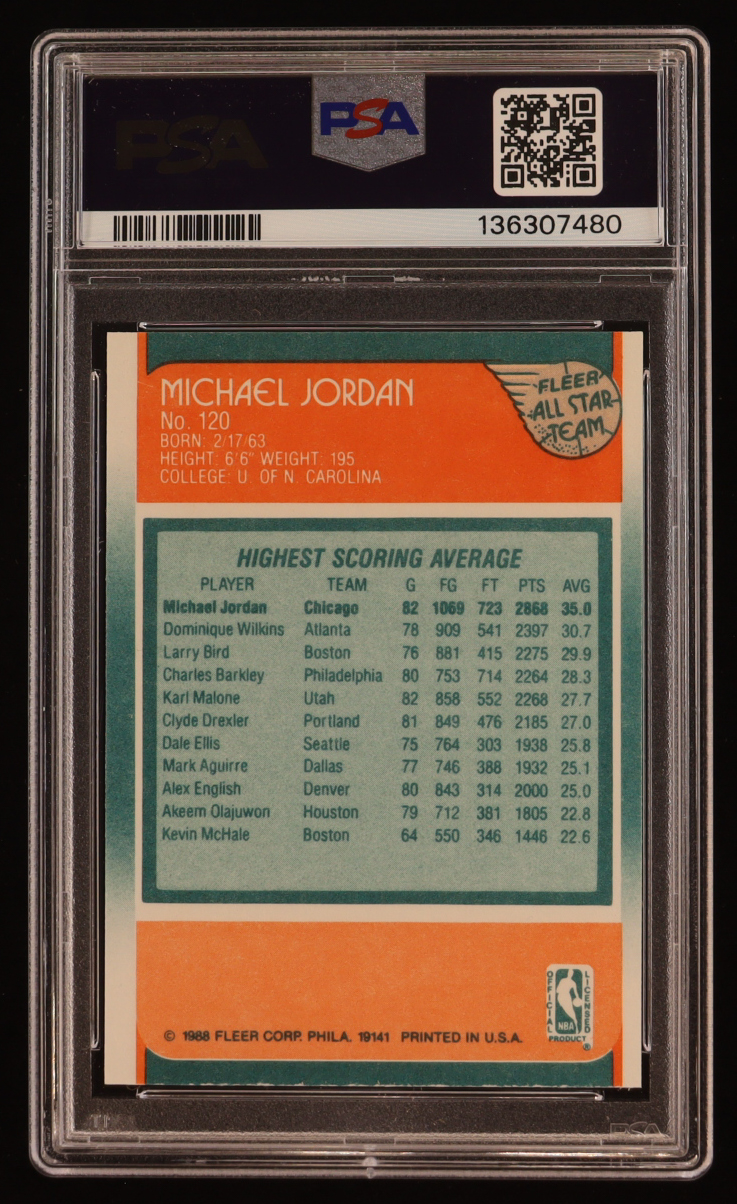 PSA
PSA
136307480
MICHAEL JORDAN
No. 120
BORN: 2/17/63
HEIGHT: 6'6" WEIGHT: 195
COLLEGE: U. OF N. CAROLINA
FLEER
ALL STAR
TEAM
HIGHEST SCORING AVERAGE
PLAYER TEAM G FG FT PTS AVG
Michael Jordan Chicago 82 1069 723 2868 35.0
Dominique Wilkins Atlanta 78 909 541 2397 30.7
Larry Bird Boston 76 881 415 2275 29.9
Charles Barkley Philadelphia 80 753 714 2264 28.3
Karl Malone Utah 82 858 552 2268 27.7
Clyde Drexler Portland 81 849 476 2185 27.0
Dale Ellis Seattle 75 764 303 1938 25.8
Mark Aguirre Dallas 77 746 388 1932 25.1
Alex English Denver 80 843 314 2000 25.0
Akeem Olajuwon Houston 79 712 381 1805 22.8
Kevin McHale Boston 64 550 346 1446 22.6
OFFICIAL
LICENSED
NBA
PRODUCT
®
© 1988 FLEER CORP. PHILA. 19141 PRINTED IN U.S.A.
PSA